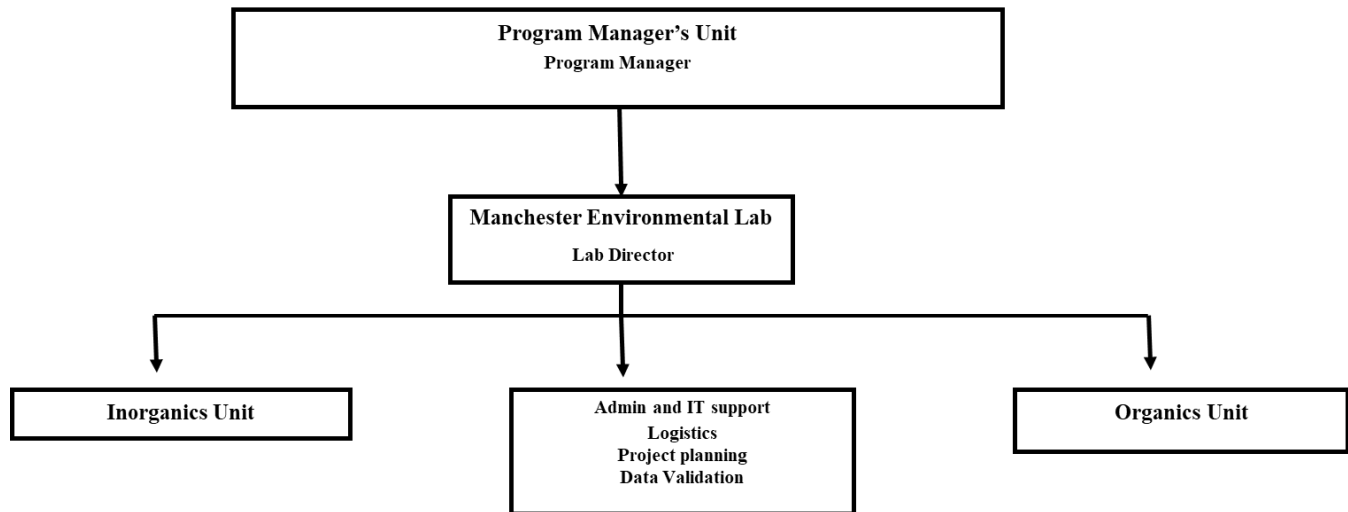 Program Manager’s Unit
Program Manager
Manchester Environmental Lab
Lab Director
Inorganics Unit
Admin and IT support
Logistics
Project planning
Data Validation
Organics Unit